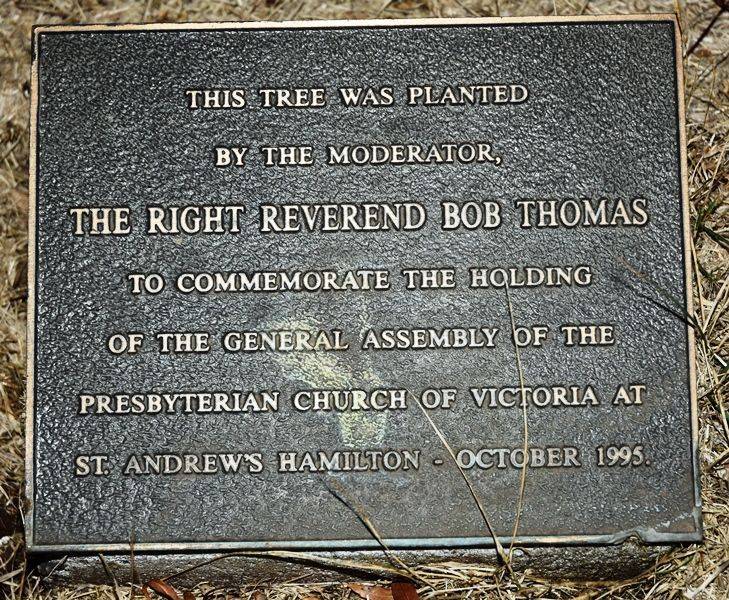 THIS TREE WAS PLANTED
BY THE MODERATOR,
THE RIGHT REVEREND BOB THOMAS
TO COMMEMORATE THE HOLDING
OF THE GENERAL ASSEMBLY OF THE
PRESBYTERIAN CHURCH OF VICTORIA AT
ST. ANDREW'S HAMILTON - OCTOBER 1995.